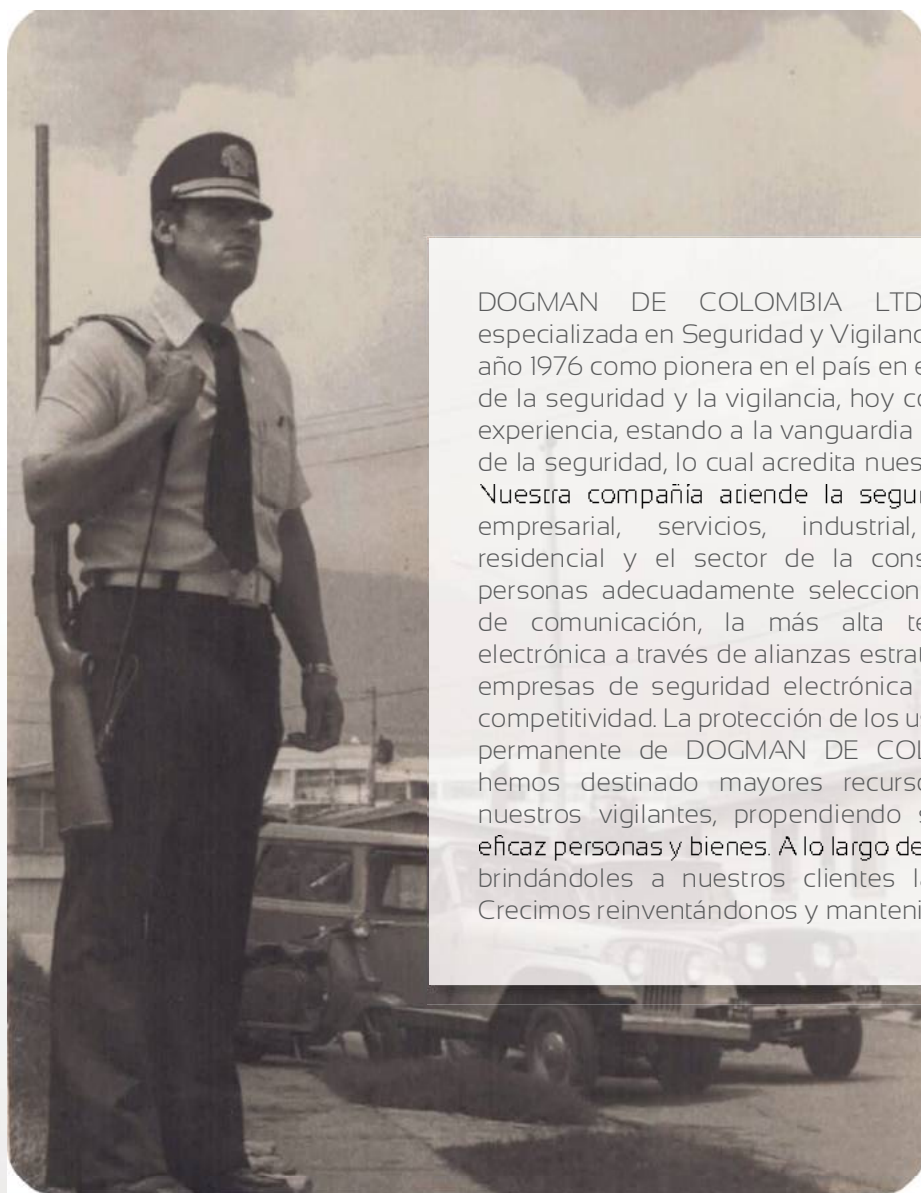 DOGMAN DE COLOMBIA LTD
especializada en Seguridad y Vigilanc
año 1976 como pionera en el país en e
de la seguridad y la vigilancia, hoy co
experiencia, estando a la vanguardia
de la seguridad, lo cual acredita nues
Nuestra compañía atiende la segu
empresarial, servicios, industrial,
residencial y el sector de la cons
personas adecuadamente seleccion
de comunicación, la más alta te
electrónica a través de alianzas estrat
empresas de seguridad electrónica
competitividad. La protección de los u
permanente de DOGMAN DE COL
hemos destinado mayores recurso
nuestros vigilantes, propendiendo s
eficaz personas y bienes. A lo largo de
brindándoles a nuestros clientes l
Crecimos reinventándonos y manteni